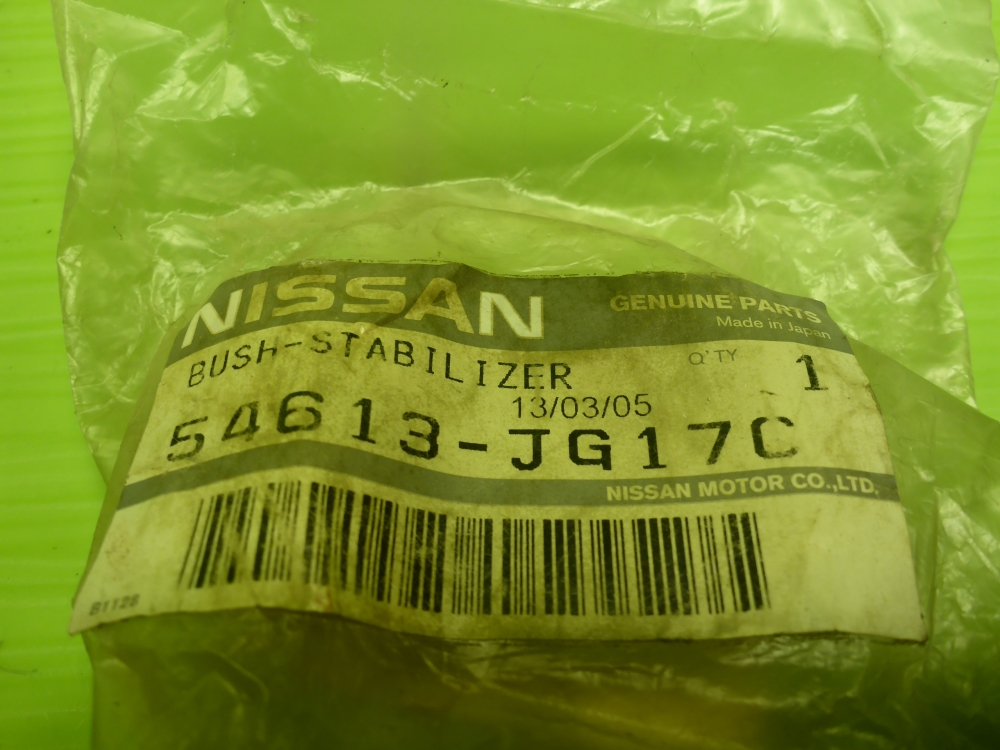 NISSAN
GENUINE PARTS
Made in Japan
BUSH-STABILIZER
Q'TY 1
13/03/05
54613-JG17C
NISSAN MOTOR CO.,LTD.
B1128